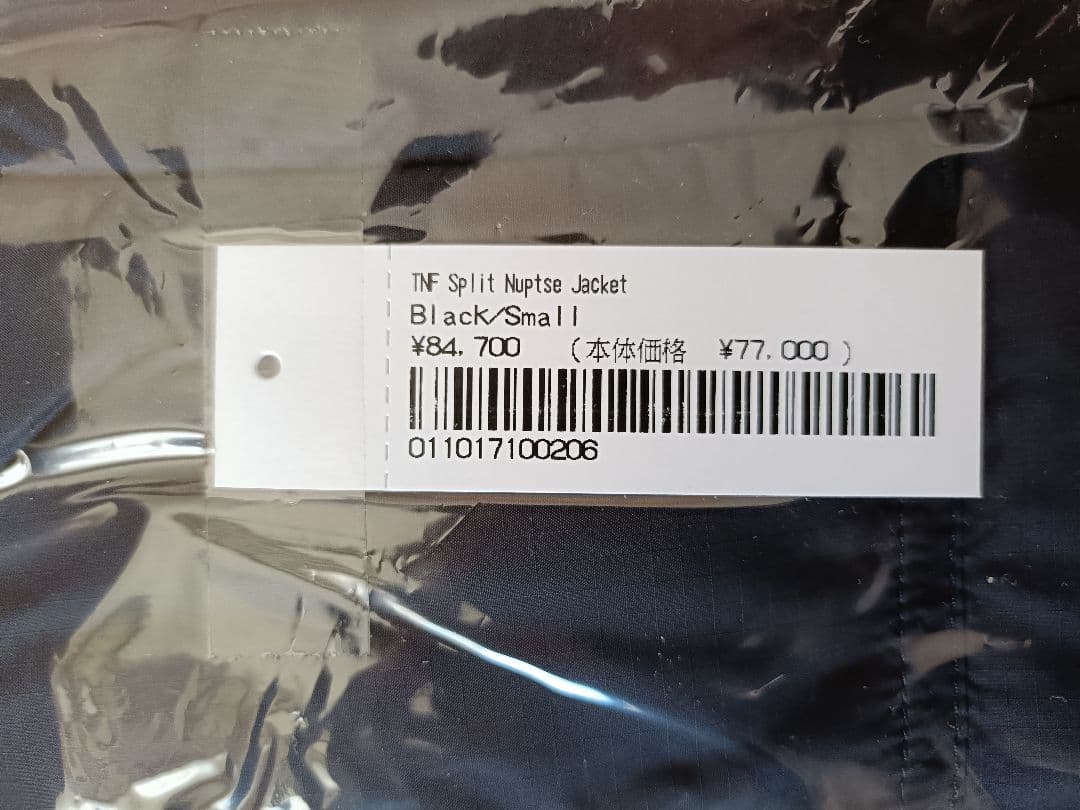 TNF Split Nuptse Jacket
Black/Small
¥84,700 (本体価格 ¥77,000)
011017100206